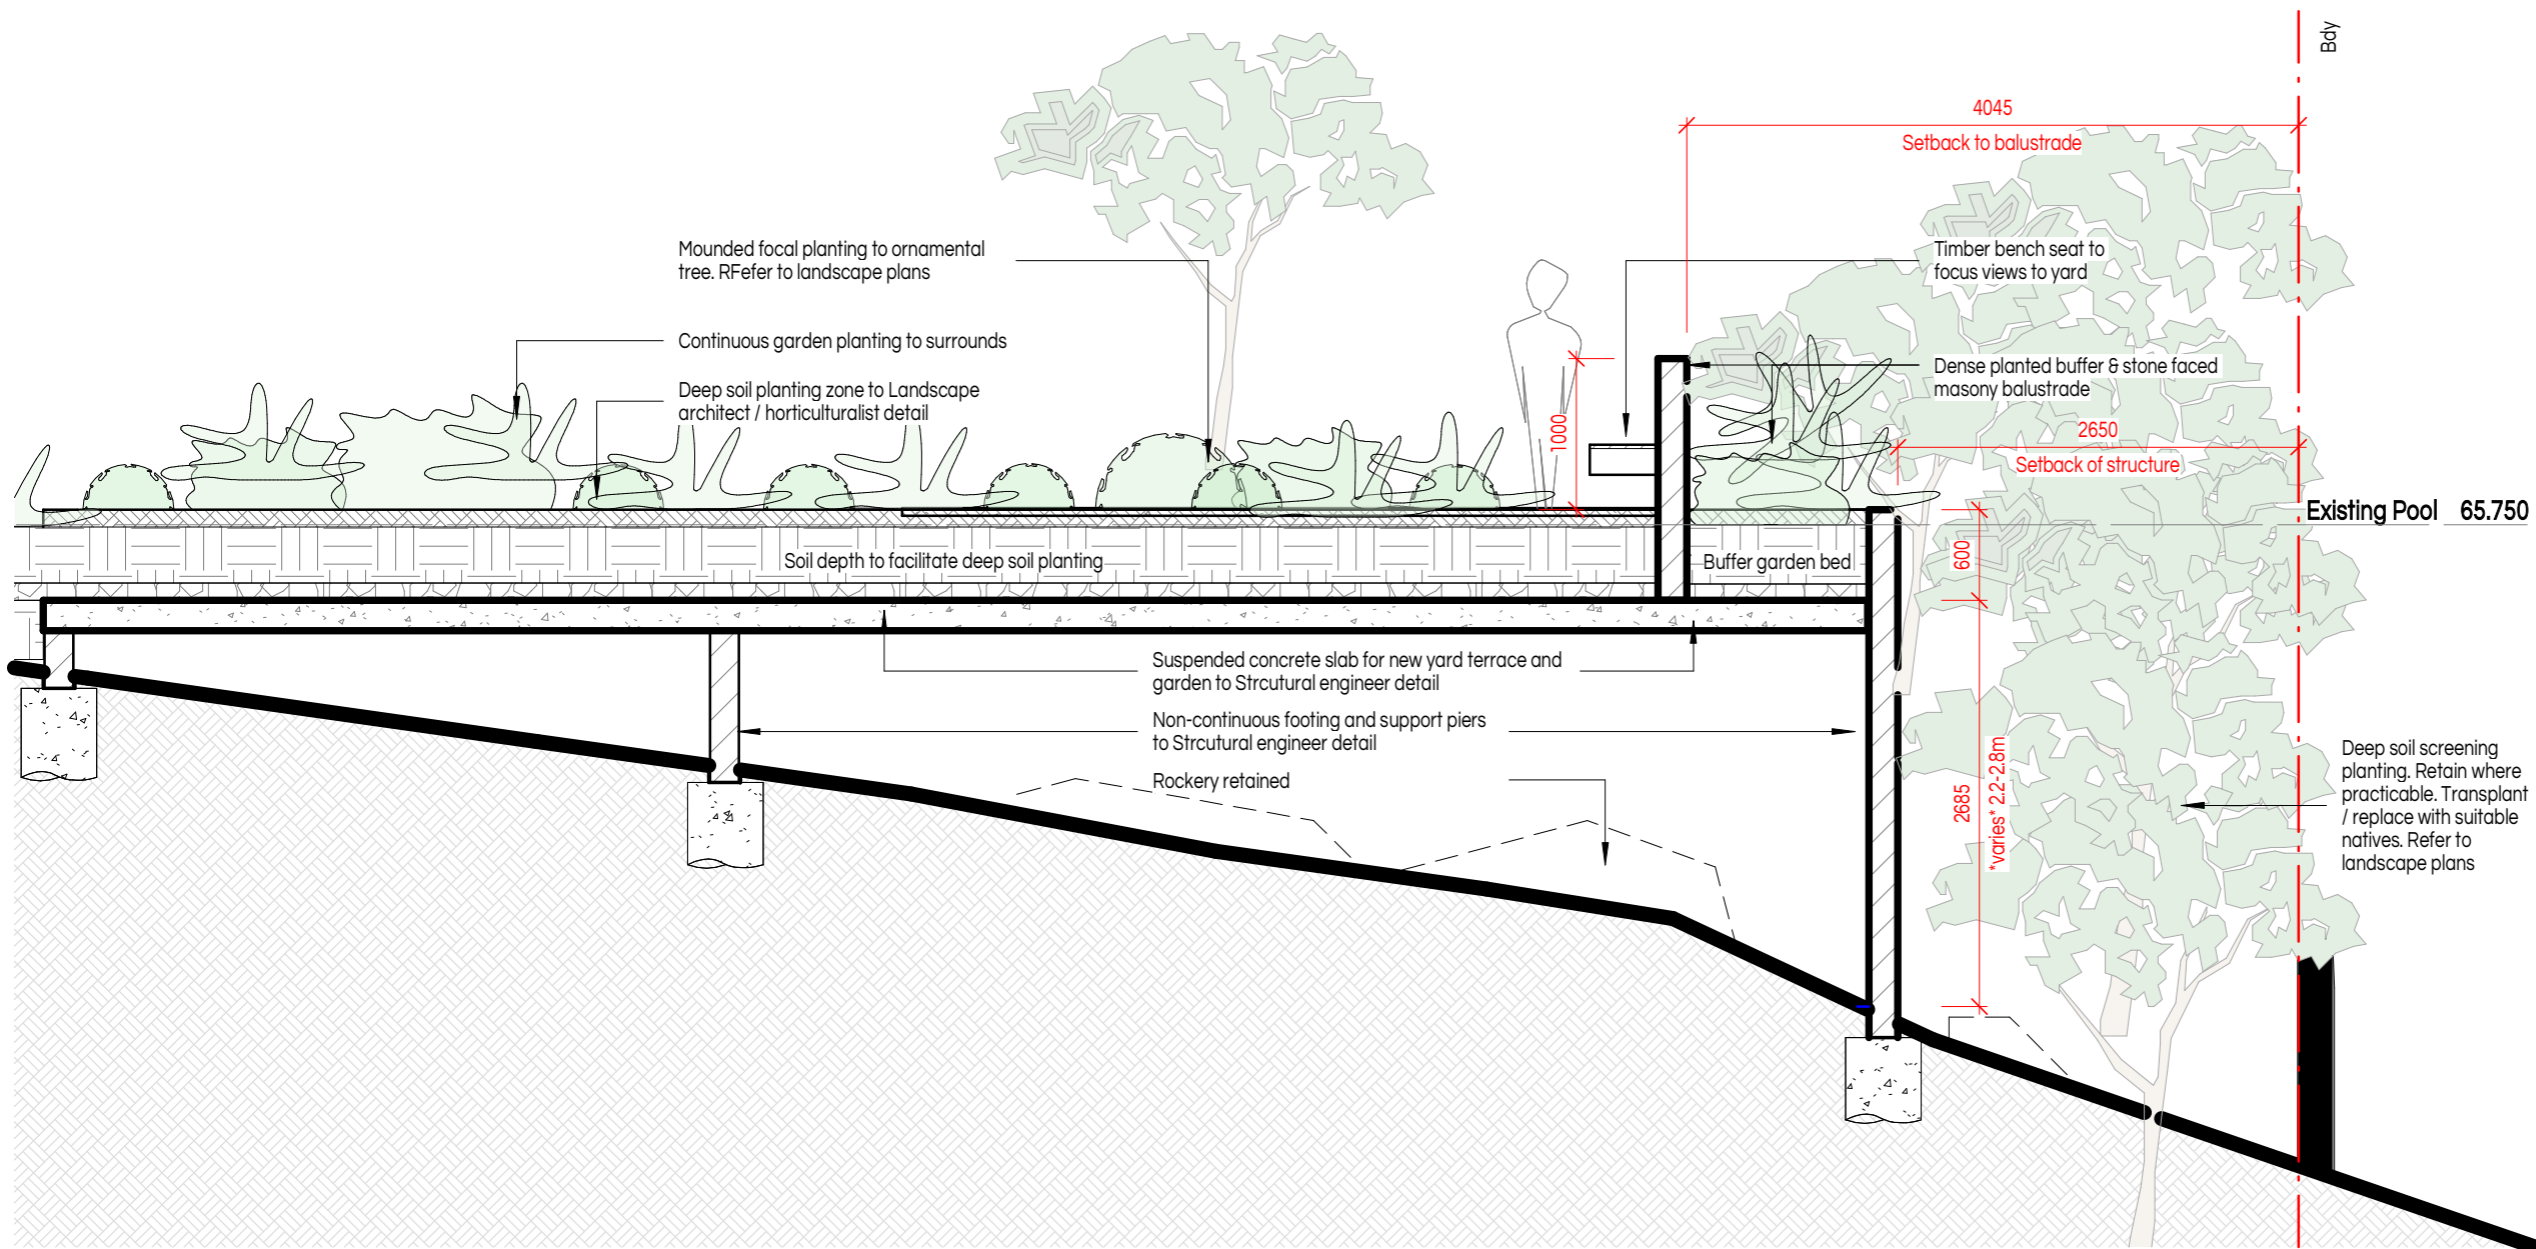 Bdy
4045
Setback to balustrade
Mounded focal planting to ornamental
tree. RFefer to landscape plans
Timber bench seat to
focus views to yard
Continuous garden planting to surrounds
Dense planted buffer & stone faced
masony balustrade
Deep soil planting zone to Landscape
architect / horticulturalist detail
1000
2650
Setback of structure
Existing Pool 65.750
600
Soil depth to facilitate deep soil planting
Buffer garden bed
Suspended concrete slab for new yard terrace and
garden to Strcutural engineer detail
Non-continuous footing and support piers
to Strcutural engineer detail
Rockery retained
2685
*varies* 2.2-2.8m
Deep soil screening
planting. Retain where
practicable. Transplant
/ replace with suitable
natives. Refer to
landscape plans